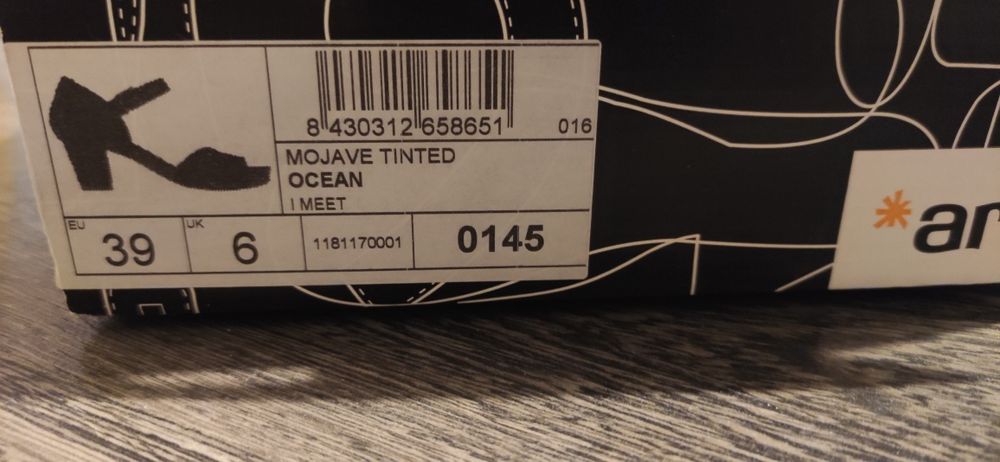 8 430312 658651
016
MOJAVE TINTED
OCEAN
I MEET
EU 39
UK 6
1181170001
0145
*ar